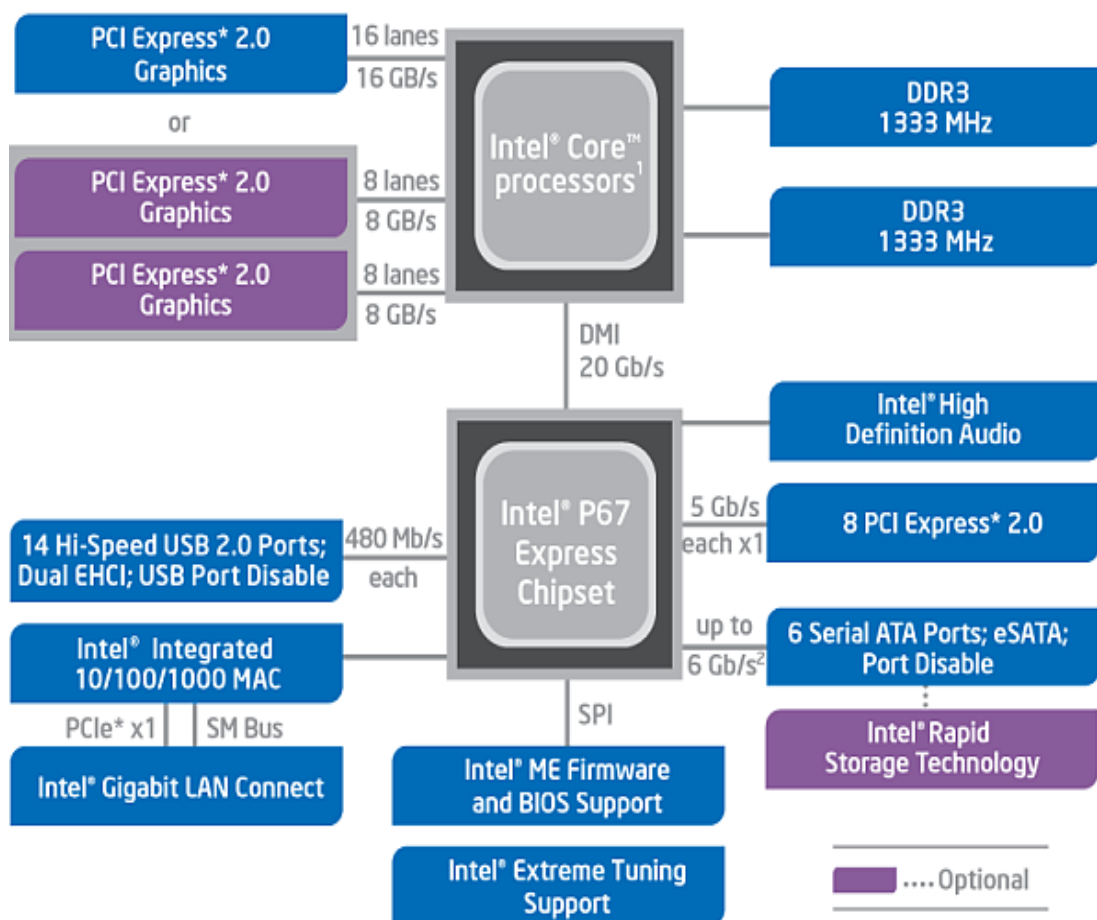 PCI Express* 2.0
Graphics
16 lanes
16 GB/s
or
PCI Express* 2.0
Graphics
8 lanes
8 GB/s
PCI Express* 2.0
Graphics
8 lanes
8 GB/s
Intel® Core™
processors¹
DDR3
1333 MHz
DDR3
1333 MHz
DMI
20 Gb/s
Intel® High
Definition Audio
Intel® P67
Express
Chipset
5 Gb/s
each x1
8 PCI Express* 2.0
14 Hi-Speed USB 2.0 Ports;
Dual EHCI; USB Port Disable
480 Mb/s
each
up to
6 Gb/s²
6 Serial ATA Ports; eSATA;
Port Disable
Intel® Integrated
10/100/1000 MAC
PCIe* x1
SM Bus
SPI
Intel® Rapid
Storage Technology
Intel® Gigabit LAN Connect
Intel® ME Firmware
and BIOS Support
Intel® Extreme Tuning
Support
....Optional